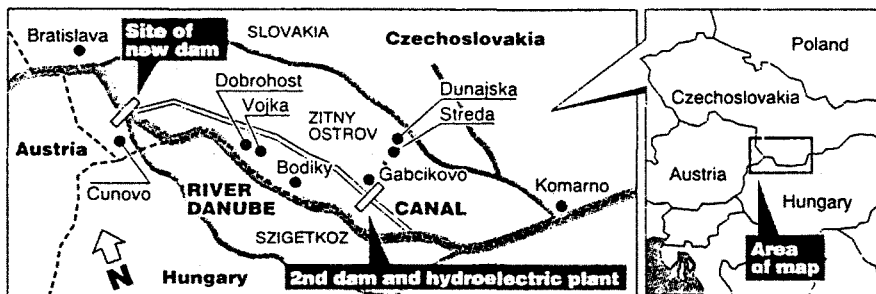 Bratislava
Site of
new dam
SLOVAKIA
Czechoslovakia
Dobrohost
Vojka
ZITNY
OSTROV
Dunajska
Streda
Austria
Cunovo
RIVER
DANUBE
Bodiky
Gabcikovo
CANAL
Komarno
SZIGETKOZ
N
Hungary
2nd dam and hydroelectric plant
Poland
Czechoslovakia
Austria
Hungary
Area
of map